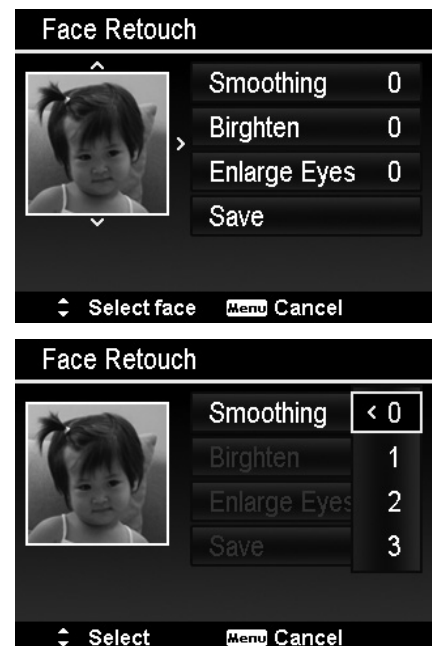 Face Retouch
Smoothing 0
Birghten 0
Enlarge Eyes 0
Save
Select face Menu Cancel
Face Retouch
Smoothing < 0
Birghten 1
Enlarge Eyes 2
Save 3
Select Menu Cancel